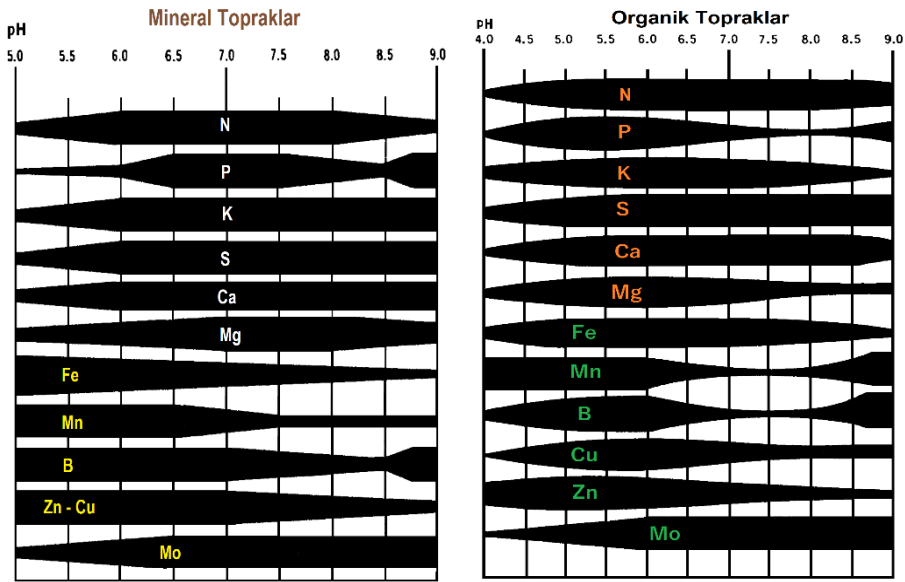 Mineral Topraklar
pH
5.0 5.5 6.0 7.0 7.0 8.0 8.5 9.0
N
P
K
S
Ca
Mg
Fe
Mn
B
Zn - Cu
Mo
Organik Topraklar
pH
4.0 4.5 5.0 5.5 6.0 6.5 7.0 7.5 8.0 8.5 9.0
N
P
K
S
Ca
Mg
Fe
Mn
B
Cu
Zn
Mo